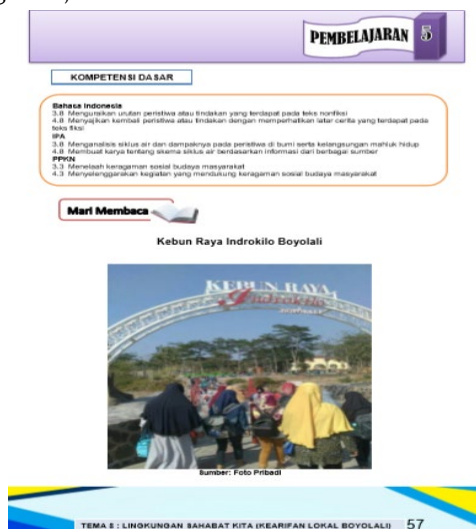 PEMBELAJARAN 5
KOMPETENSI DASAR
Bahasa Indonesia
3.8 Menguraikan urutan peristiwa atau tindakan yang terdapat pada teks nonfiksi
4.8 Menyajikan kembali peristiwa atau tindakan dengan memperhatikan latar cerita yang terdapat pada
teks fiksi
IPA
3.8 Menganalisis siklus air dan dampaknya pada peristiwa di bumi serta kelangsungan mahluk hidup
4.8 Membuat karya tentang skema siklus air berdasarkan informasi dari berbagai sumber
PPKN
3.3 Menelaah keragaman sosial budaya masyarakat
4.3 Menyelenggarakan kegiatan yang mendukung keragaman sosial budaya masyarakat
Mari Membaca
Kebun Raya Indrokilo Boyolali
KEBUN RAYA
Indrokilo
Sumber: Foto Pribadi
TEMA 8 : LINGKUNGAN SAHABAT KITA (KEARIFAN LOKAL BOYOLALI) 57